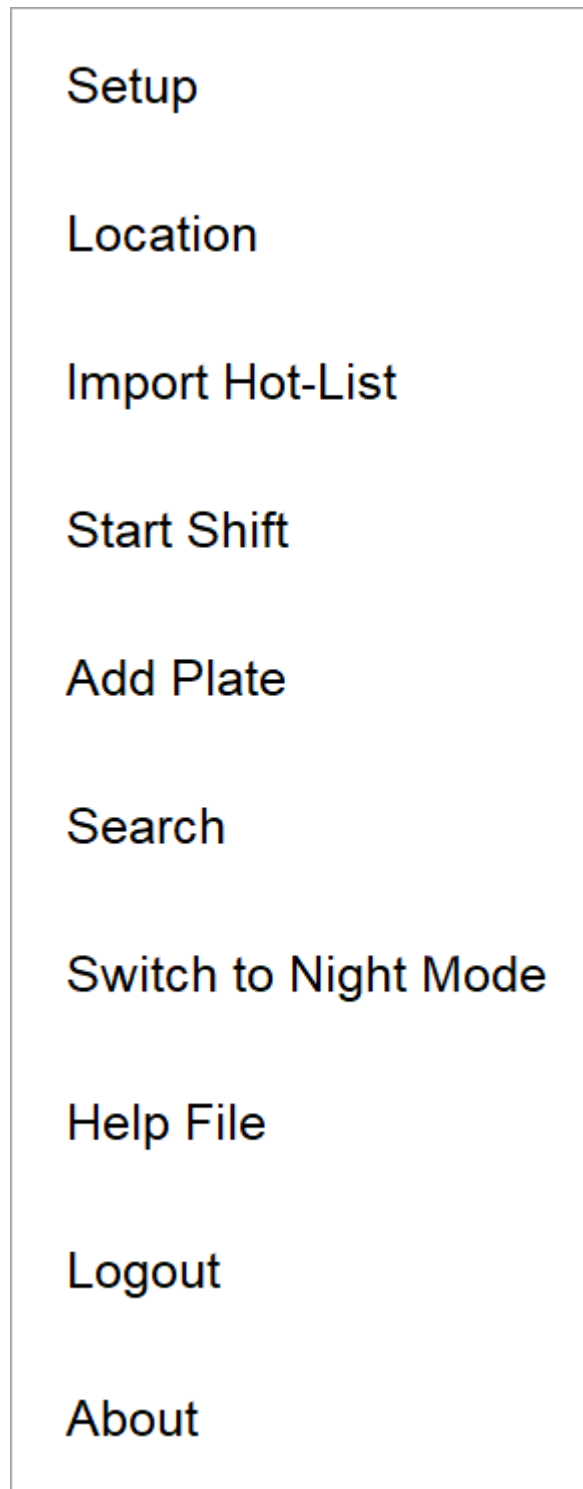 Setup
Location
Import Hot-List
Start Shift
Add Plate
Search
Switch to Night Mode
Help File
Logout
About